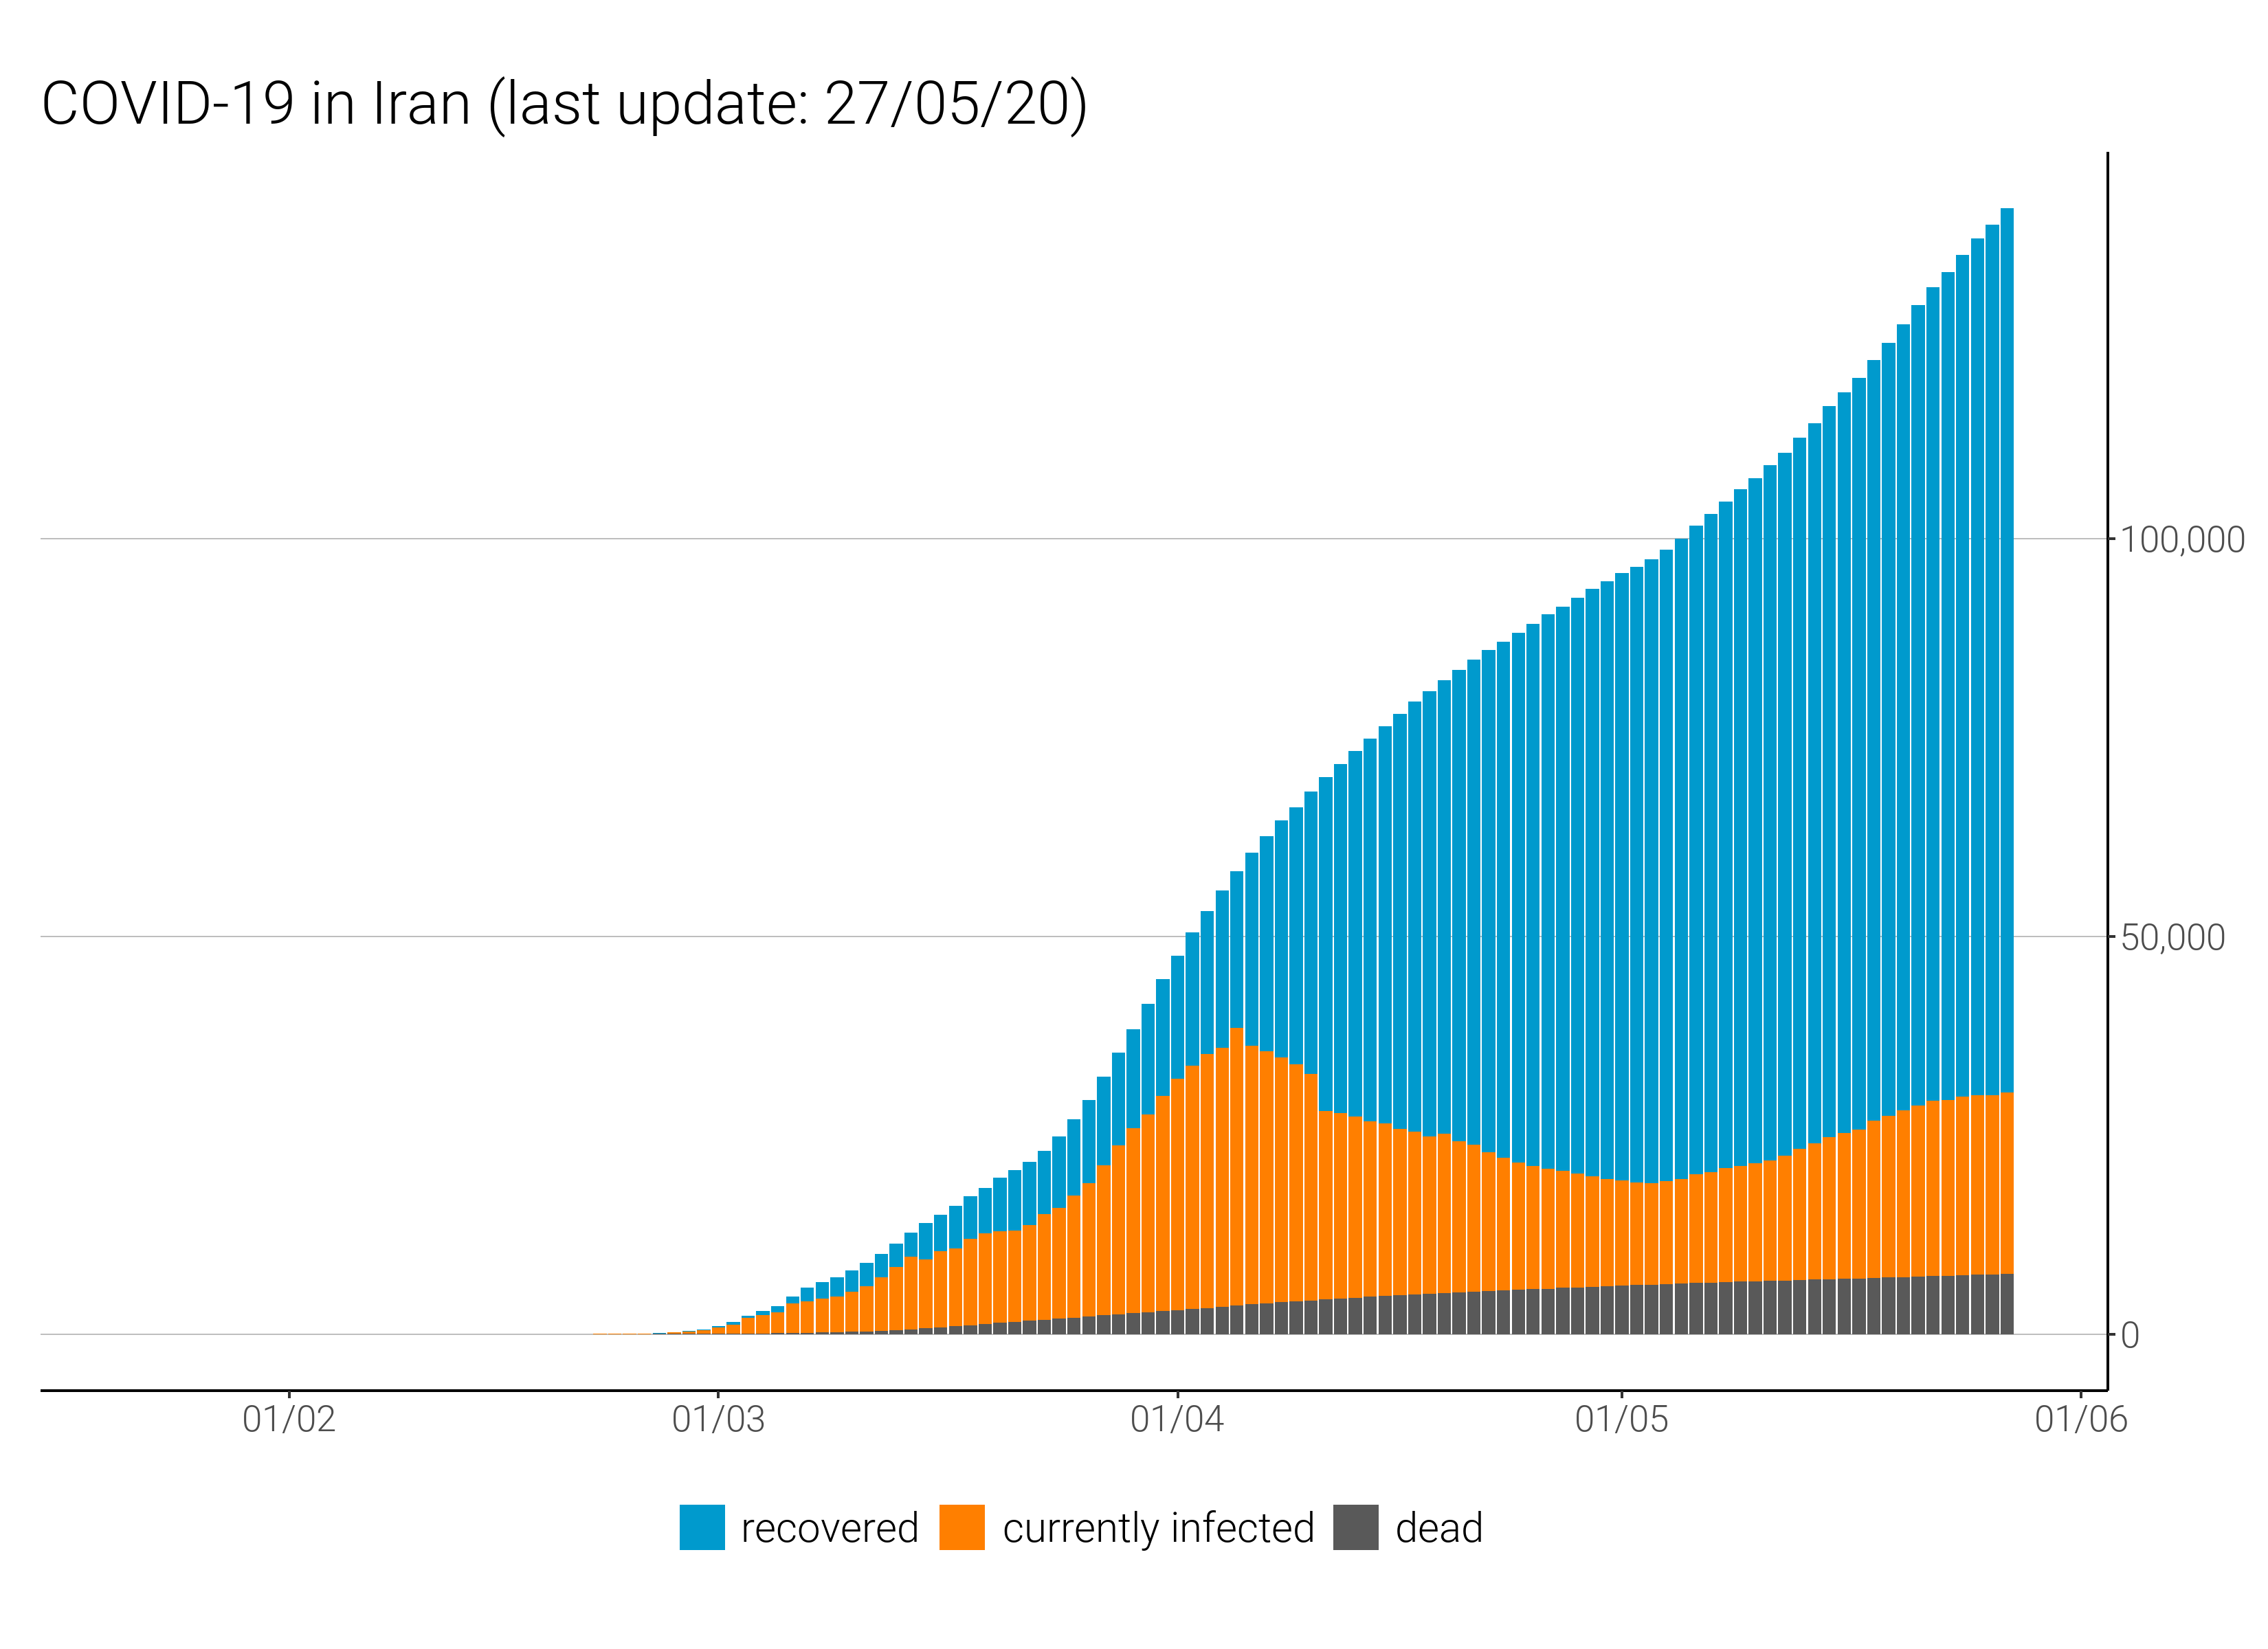 COVID-19 in Iran (last update: 27/05/20)
100,000
50,000
0
01/02 01/03 01/04 01/05 01/06
recovered currently infected dead